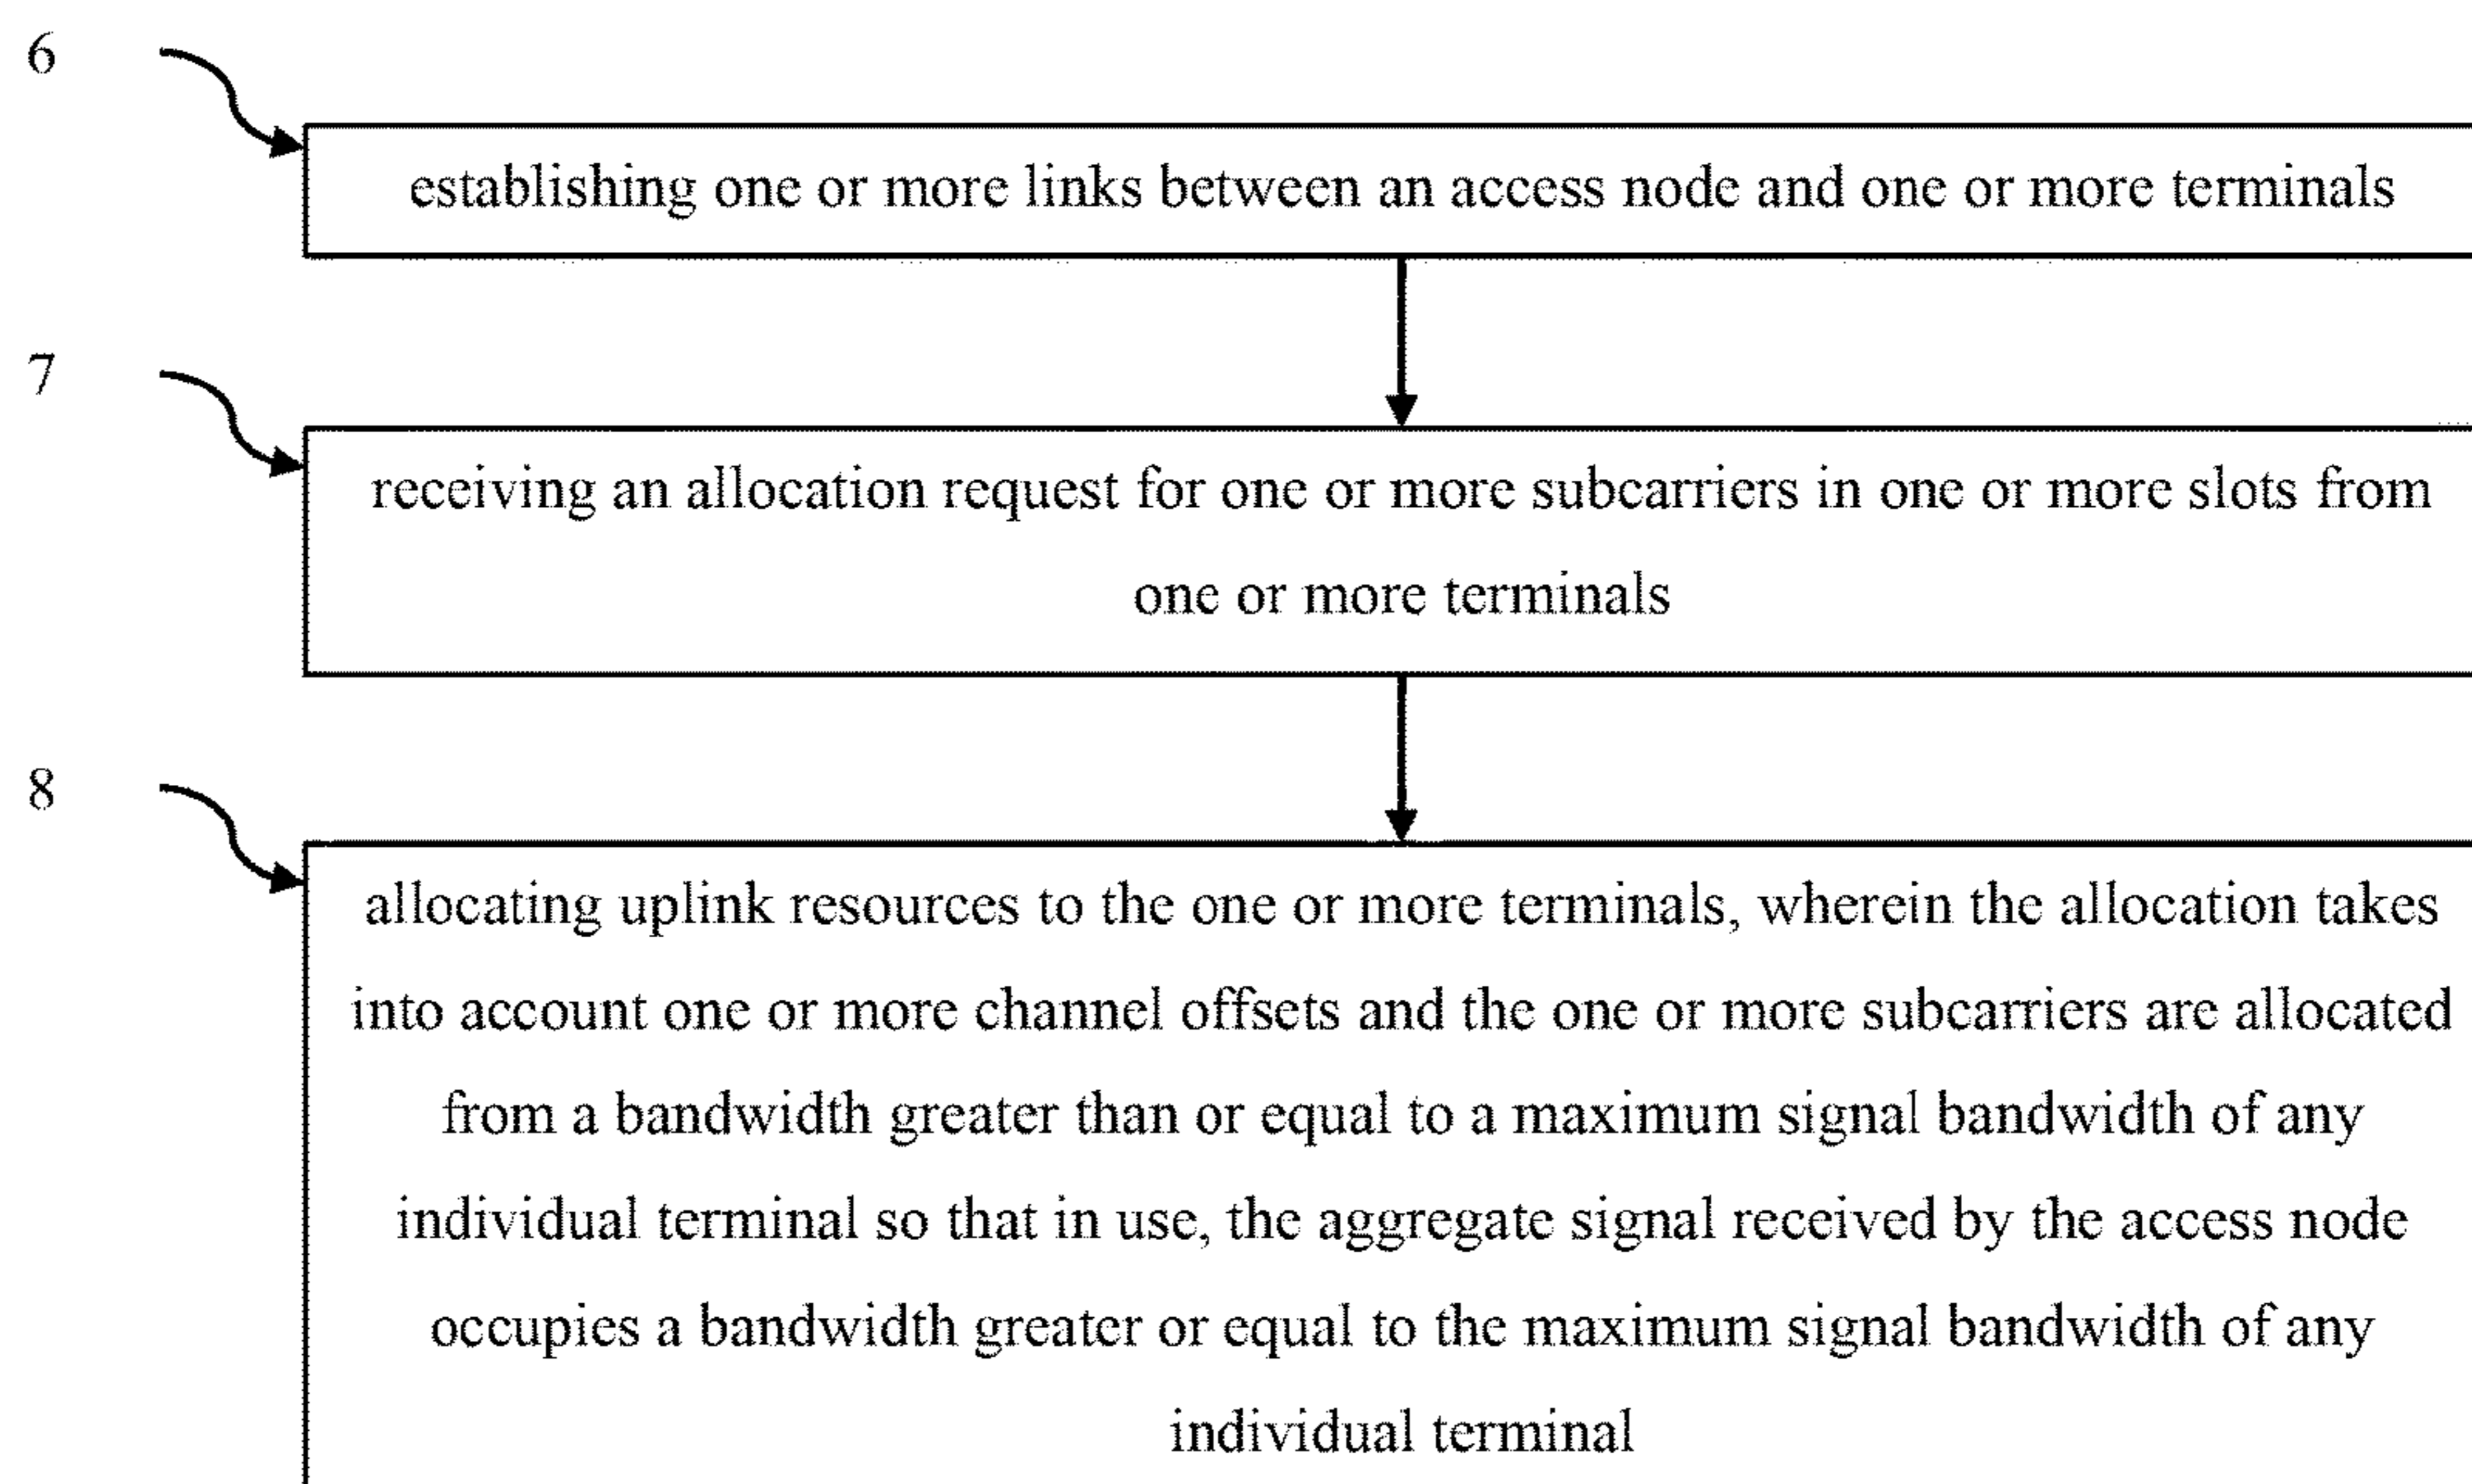 6
establishing one or more links between an access node and one or more terminals
7
receiving an allocation request for one or more subcarriers in one or more slots from
one or more terminals
8
allocating uplink resources to the one or more terminals, wherein the allocation takes
into account one or more channel offsets and the one or more subcarriers are allocated
from a bandwidth greater than or equal to a maximum signal bandwidth of any
individual terminal so that in use, the aggregate signal received by the access node
occupies a bandwidth greater or equal to the maximum signal bandwidth of any
individual terminal